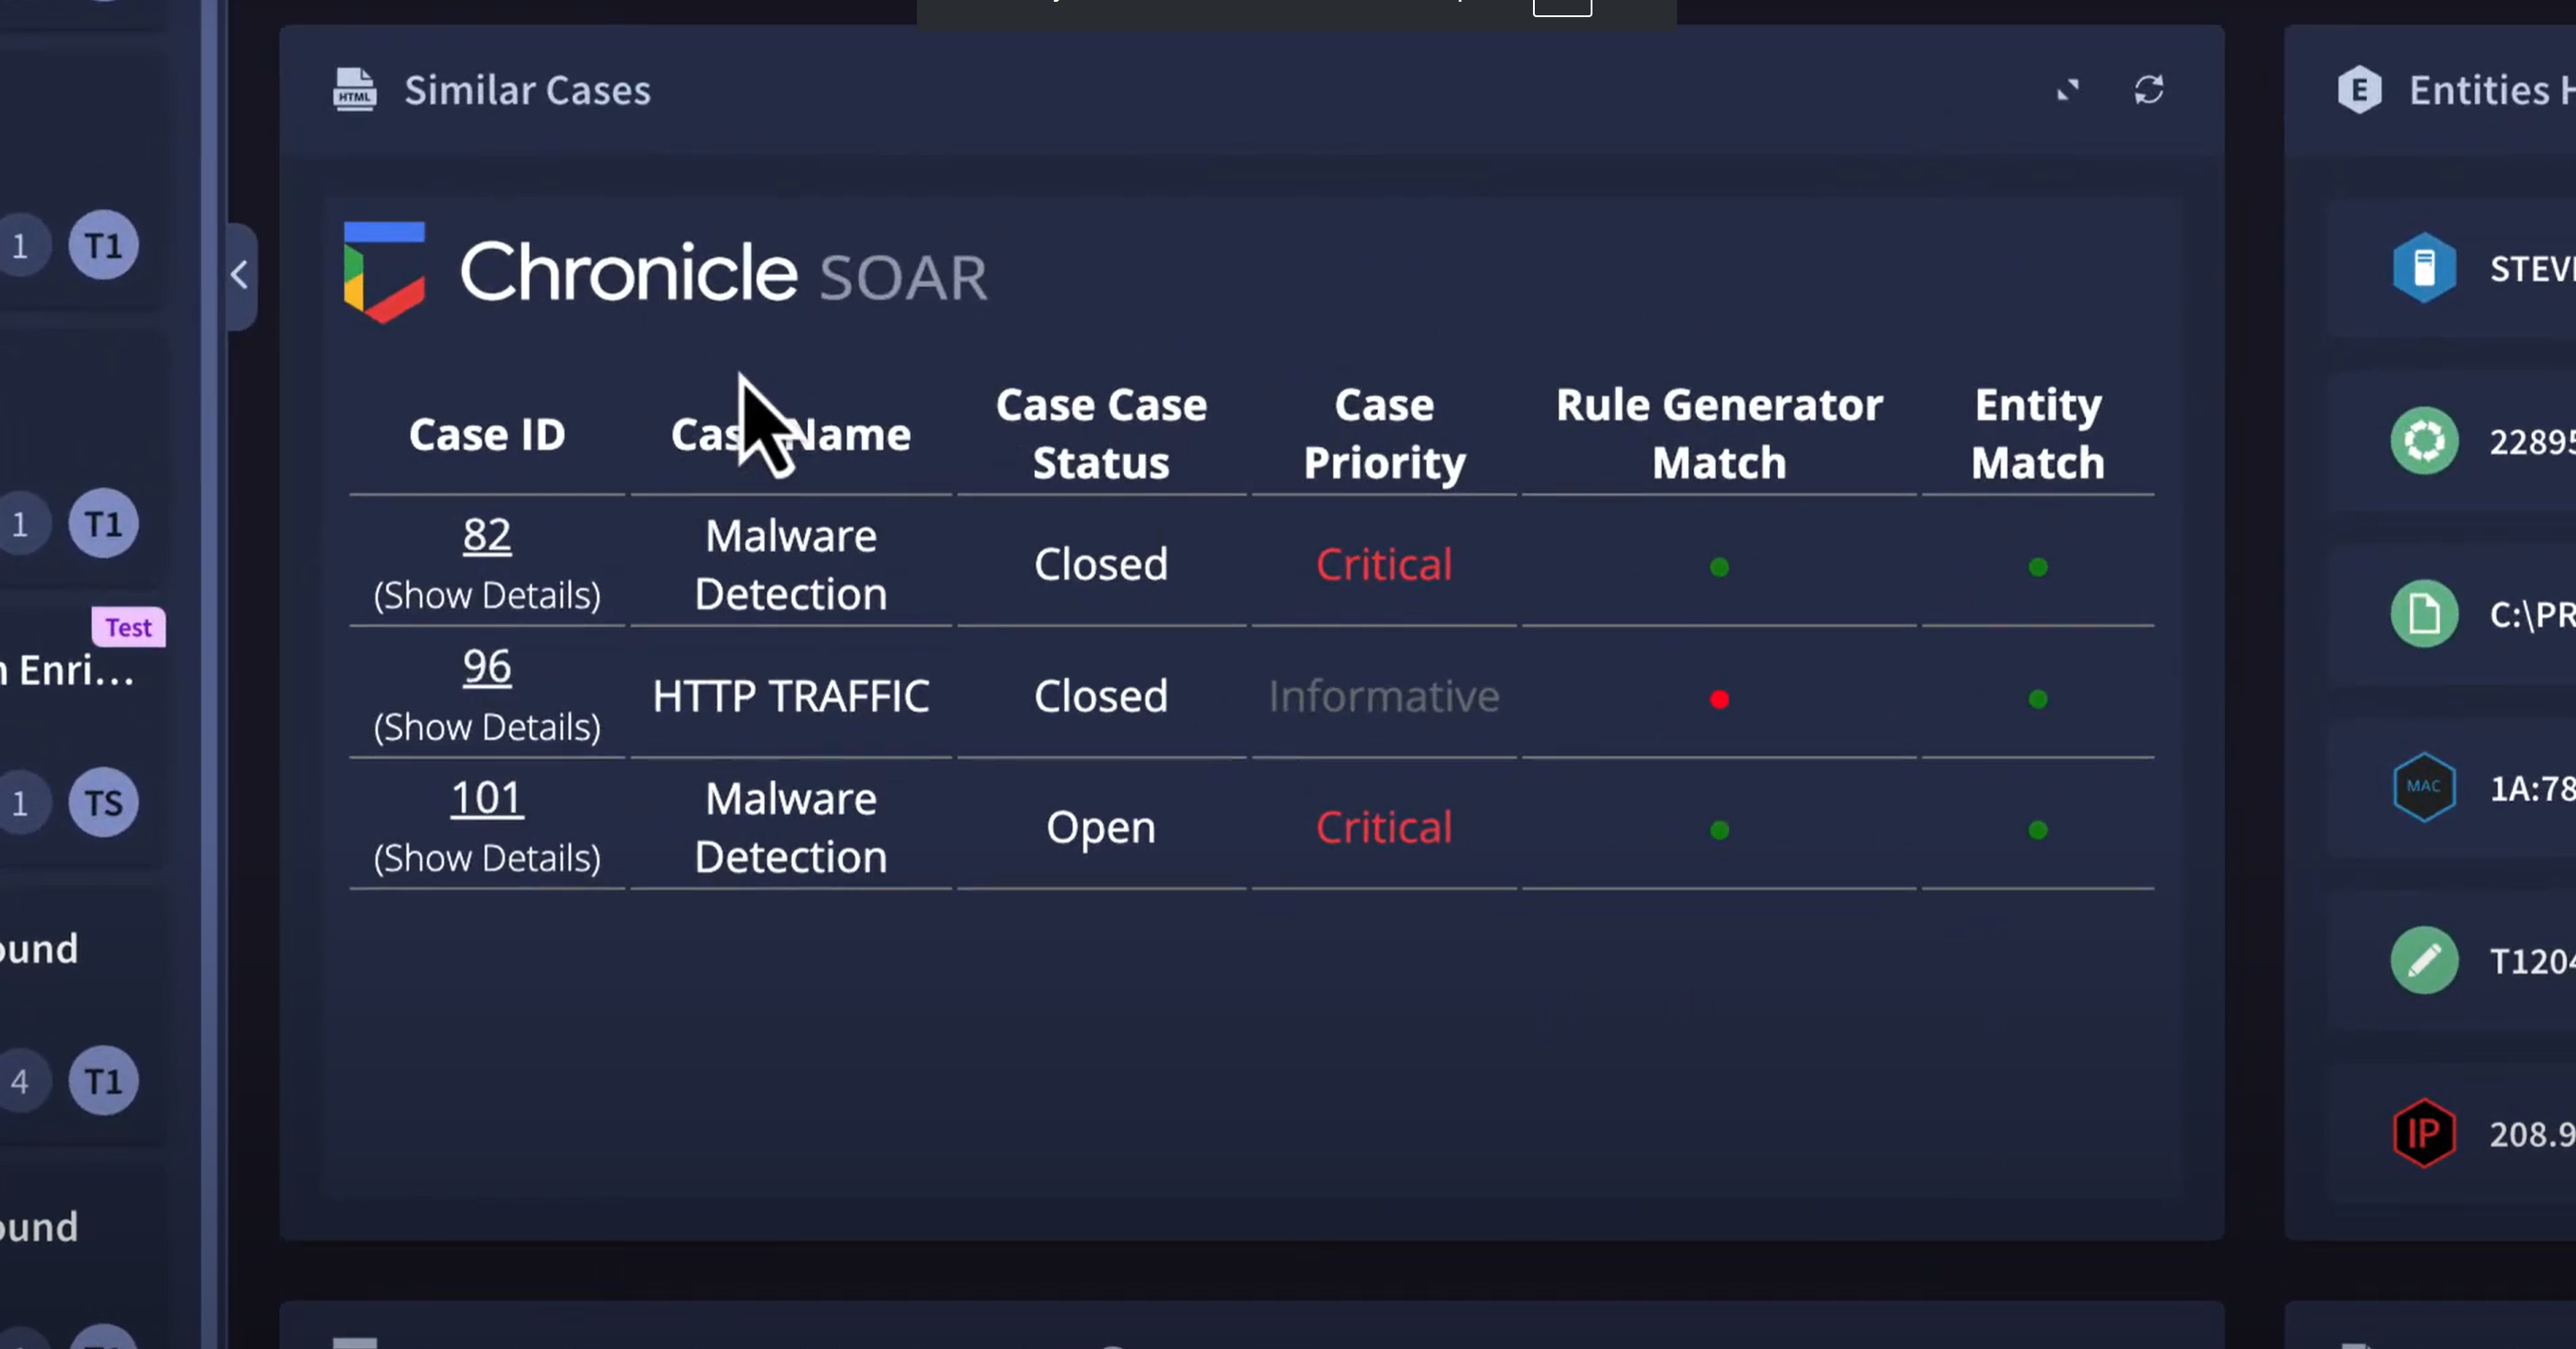 HTML
Similar Cases
E
Entities
Chronicle SOAR
Case ID
Case Name
Case Case
Status
Case
Priority
Rule Generator
Match
Entity
Match
82
(Show Details)
Malware
Detection
Closed
Critical
96
(Show Details)
HTTP TRAFFIC
Closed
Informative
101
(Show Details)
Malware
Detection
Open
Critical
1
T1
1
T1
Test
n Enri...
1
TS
ound
4
T1
ound
STEV
22895
C:\PR
MAC
1A:78
T1204
IP
208.9